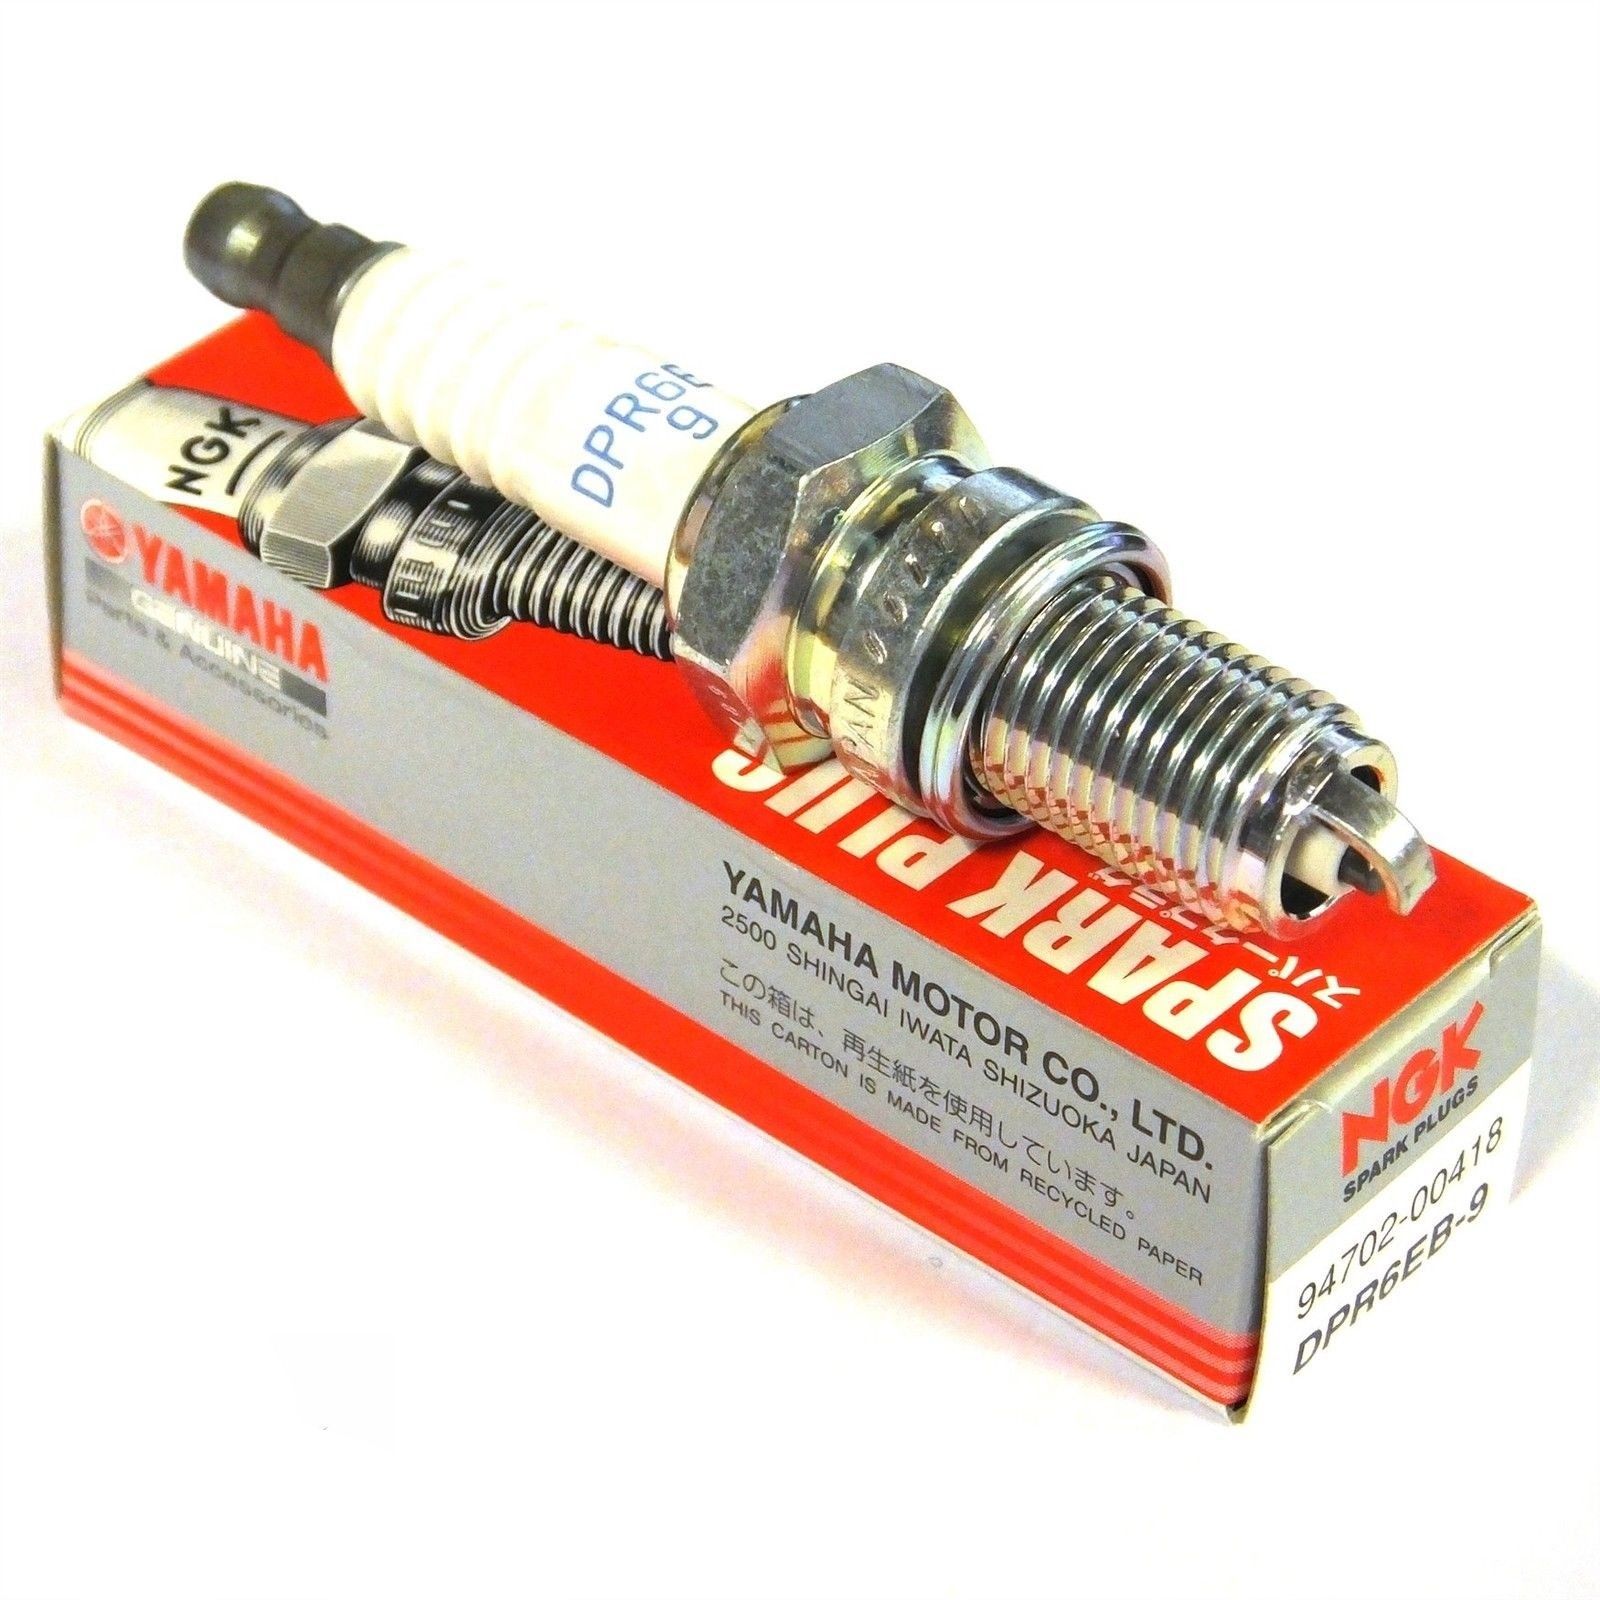 DPR6E
9
NGK
YAMAHA
GENUINE
Parts & Accessories
JAPAN
SPARK PLUG
スパークプラグ
YAMAHA MOTOR CO., LTD.
2500 SHINGAI IWATA SHIZUOKA JAPAN
この箱は、再生紙を使用しています。
THIS CARTON IS MADE FROM RECYCLED PAPER
NGK
SPARK PLUGS
94702-00418
DPR6EB-9